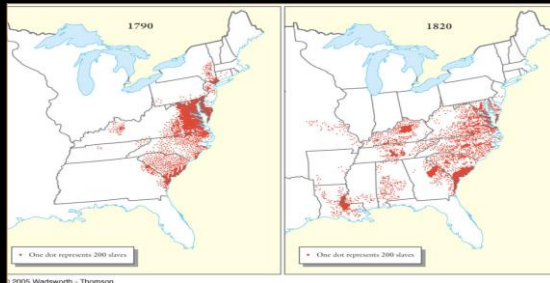 1790
1820
• One dot represents 200 slaves
• One dot represents 200 slaves
© 2005 Wadsworth - Thomson